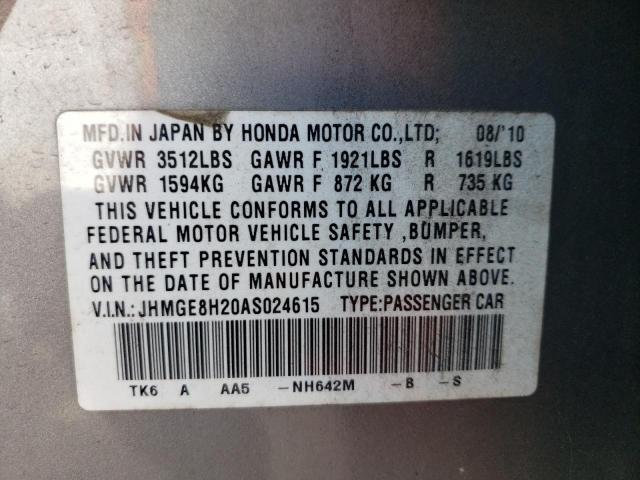 MFD.IN JAPAN BY HONDA MOTOR CO.,LTD; 08/'10
GVWR 3512LBS GAWR F 1921LBS R 1619LBS
GVWR 1594KG GAWR F 872 KG R 735 KG
THIS VEHICLE CONFORMS TO ALL APPLICABLE
FEDERAL MOTOR VEHICLE SAFETY ,BUMPER,
AND THEFT PREVENTION STANDARDS IN EFFECT
ON THE DATE OF MANUFACTURE SHOWN ABOVE.
V.I.N.:JHMGE8H20AS024615 TYPE:PASSENGER CAR
TK6 A AA5 -NH642M -B -S